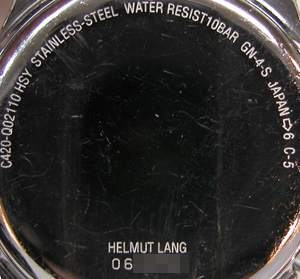 C420-Q02110 HSY STAINLESS-STEEL WATER RESIST10BAR GN-4-S JAPAN⇨6 C-5
HELMUT LANG
06